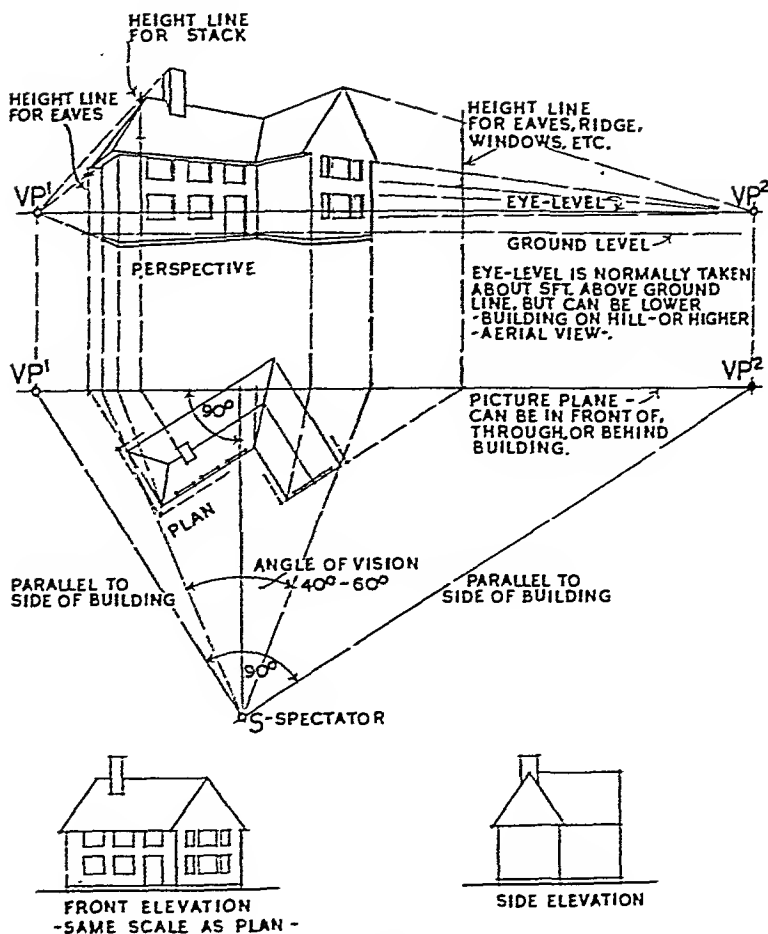 HEIGHT LINE
FOR STACK
HEIGHT LINE
FOR EAVES
HEIGHT LINE
FOR EAVES, RIDGE,
WINDOWS, ETC.
VP¹
VP²
EYE-LEVEL
GROUND LEVEL
PERSPECTIVE
EYE-LEVEL IS NORMALLY TAKEN
ABOUT 5FT. ABOVE GROUND
LINE, BUT CAN BE LOWER
-BUILDING ON HILL-OR HIGHER
-AERIAL VIEW-.
VP¹
VP²
90°
PICTURE PLANE -
CAN BE IN FRONT OF,
THROUGH, OR BEHIND
BUILDING.
PLAN
ANGLE OF VISION
40°-60°
PARALLEL TO
SIDE OF BUILDING
PARALLEL TO
SIDE OF BUILDING
90°
S-SPECTATOR
FRONT ELEVATION
-SAME SCALE AS PLAN-
SIDE ELEVATION